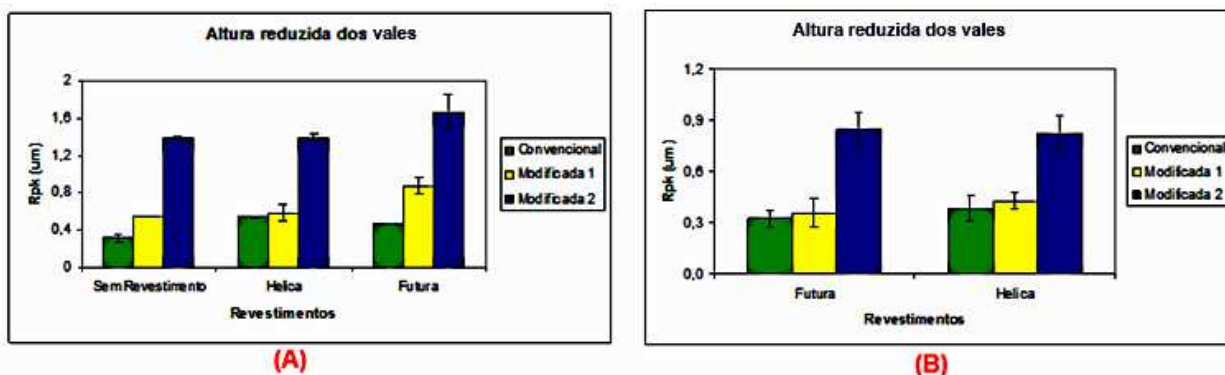 Altura reduzida dos vales
2
1,6
1,2
0,8
0,4
0
Rpk (um)
Sem Revestimento
Helica
Futura
Revestimentos
Convencional
Modificada 1
Modificada 2
(A)
Altura reduzida dos vales
1,2
0,9
0,6
0,3
0,0
Rpk (um)
Futura
Helica
Revestimentos
Convencional
Modificada 1
Modificada 2
(B)